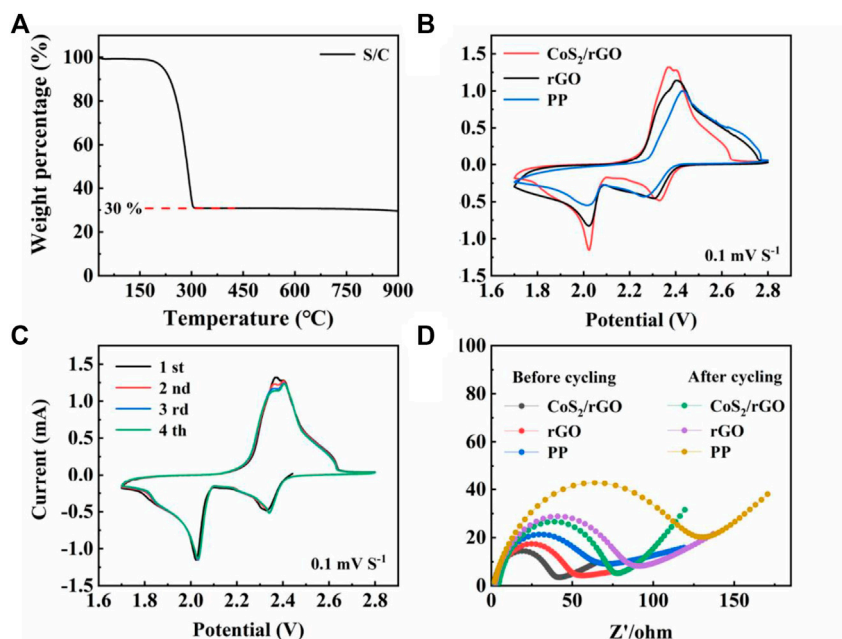 A
Weight percentage (%)
100
80
60
40
20
0
S/C
30 %
150 300 450 600 750 900
Temperature (℃)
B
1.5
1.0
0.5
0.0
0.5
1.0
1.5
CoS₂/rGO
rGO
PP
0.1 mV S⁻¹
1.6 1.8 2.0 2.2 2.4 2.6 2.8
Potential (V)
C
Current (mA)
1.5
1.0
0.5
0.0
-0.5
-1.0
-1.5
1 st
2 nd
3 rd
4 th
0.1 mV S⁻¹
1.6 1.8 2.0 2.2 2.4 2.6 2.8
Potential (V)
D
100
80
60
40
20
0
Before cycling
CoS₂/rGO
rGO
PP
After cycling
CoS₂/rGO
rGO
PP
0 50 100 150
Z'/ohm